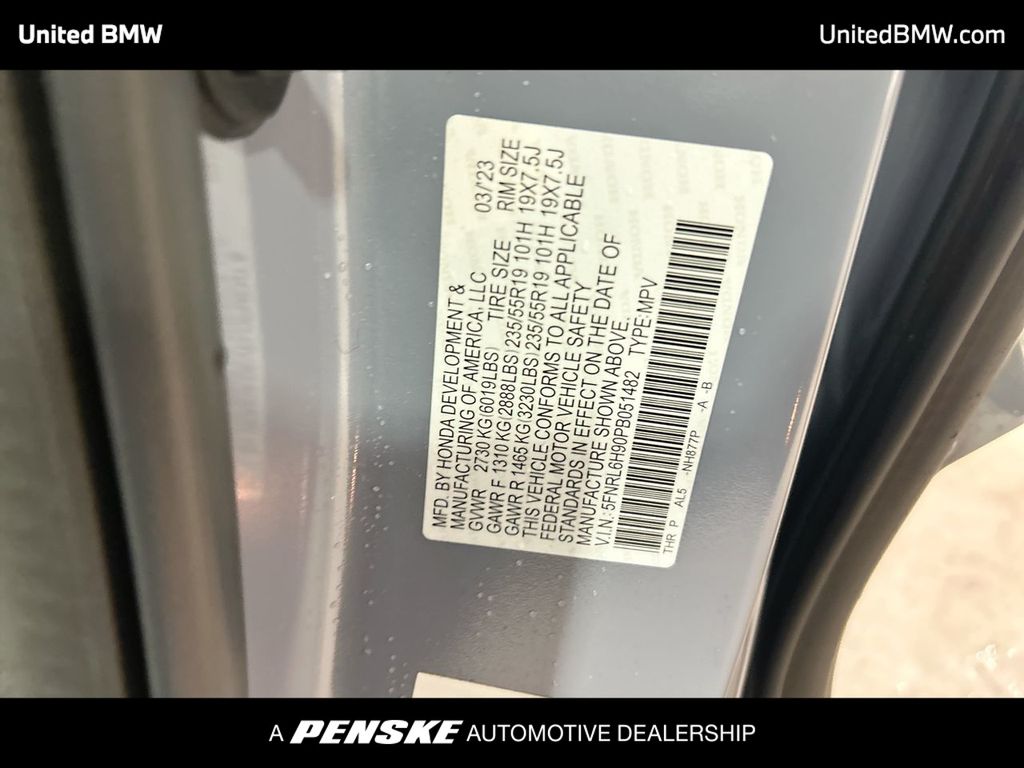 United BMW
UnitedBMW.com
MFD. BY HONDA DEVELOPMENT &
MANUFACTURING OF AMERICA, LLC 03/'23
GVWR 2730 KG(6019LBS) TIRE SIZE RIM SIZE
GAWR F 1310 KG(2888LBS)235/55R19 101H 19X7.5J
GAWR R 1465 KG(3230LBS)235/55R19 101H 19X7.5J
THIS VEHICLE CONFORMS TO ALL APPLICABLE
FEDERAL MOTOR VEHICLE SAFETY
STANDARDS IN EFFECT ON THE DATE OF
MANUFACTURE SHOWN ABOVE.
V.I.N.:5FNRL6H90PB051482 TYPE:MPV
THR P AL5 -NH877P -A -B
A PENSKE AUTOMOTIVE DEALERSHIP